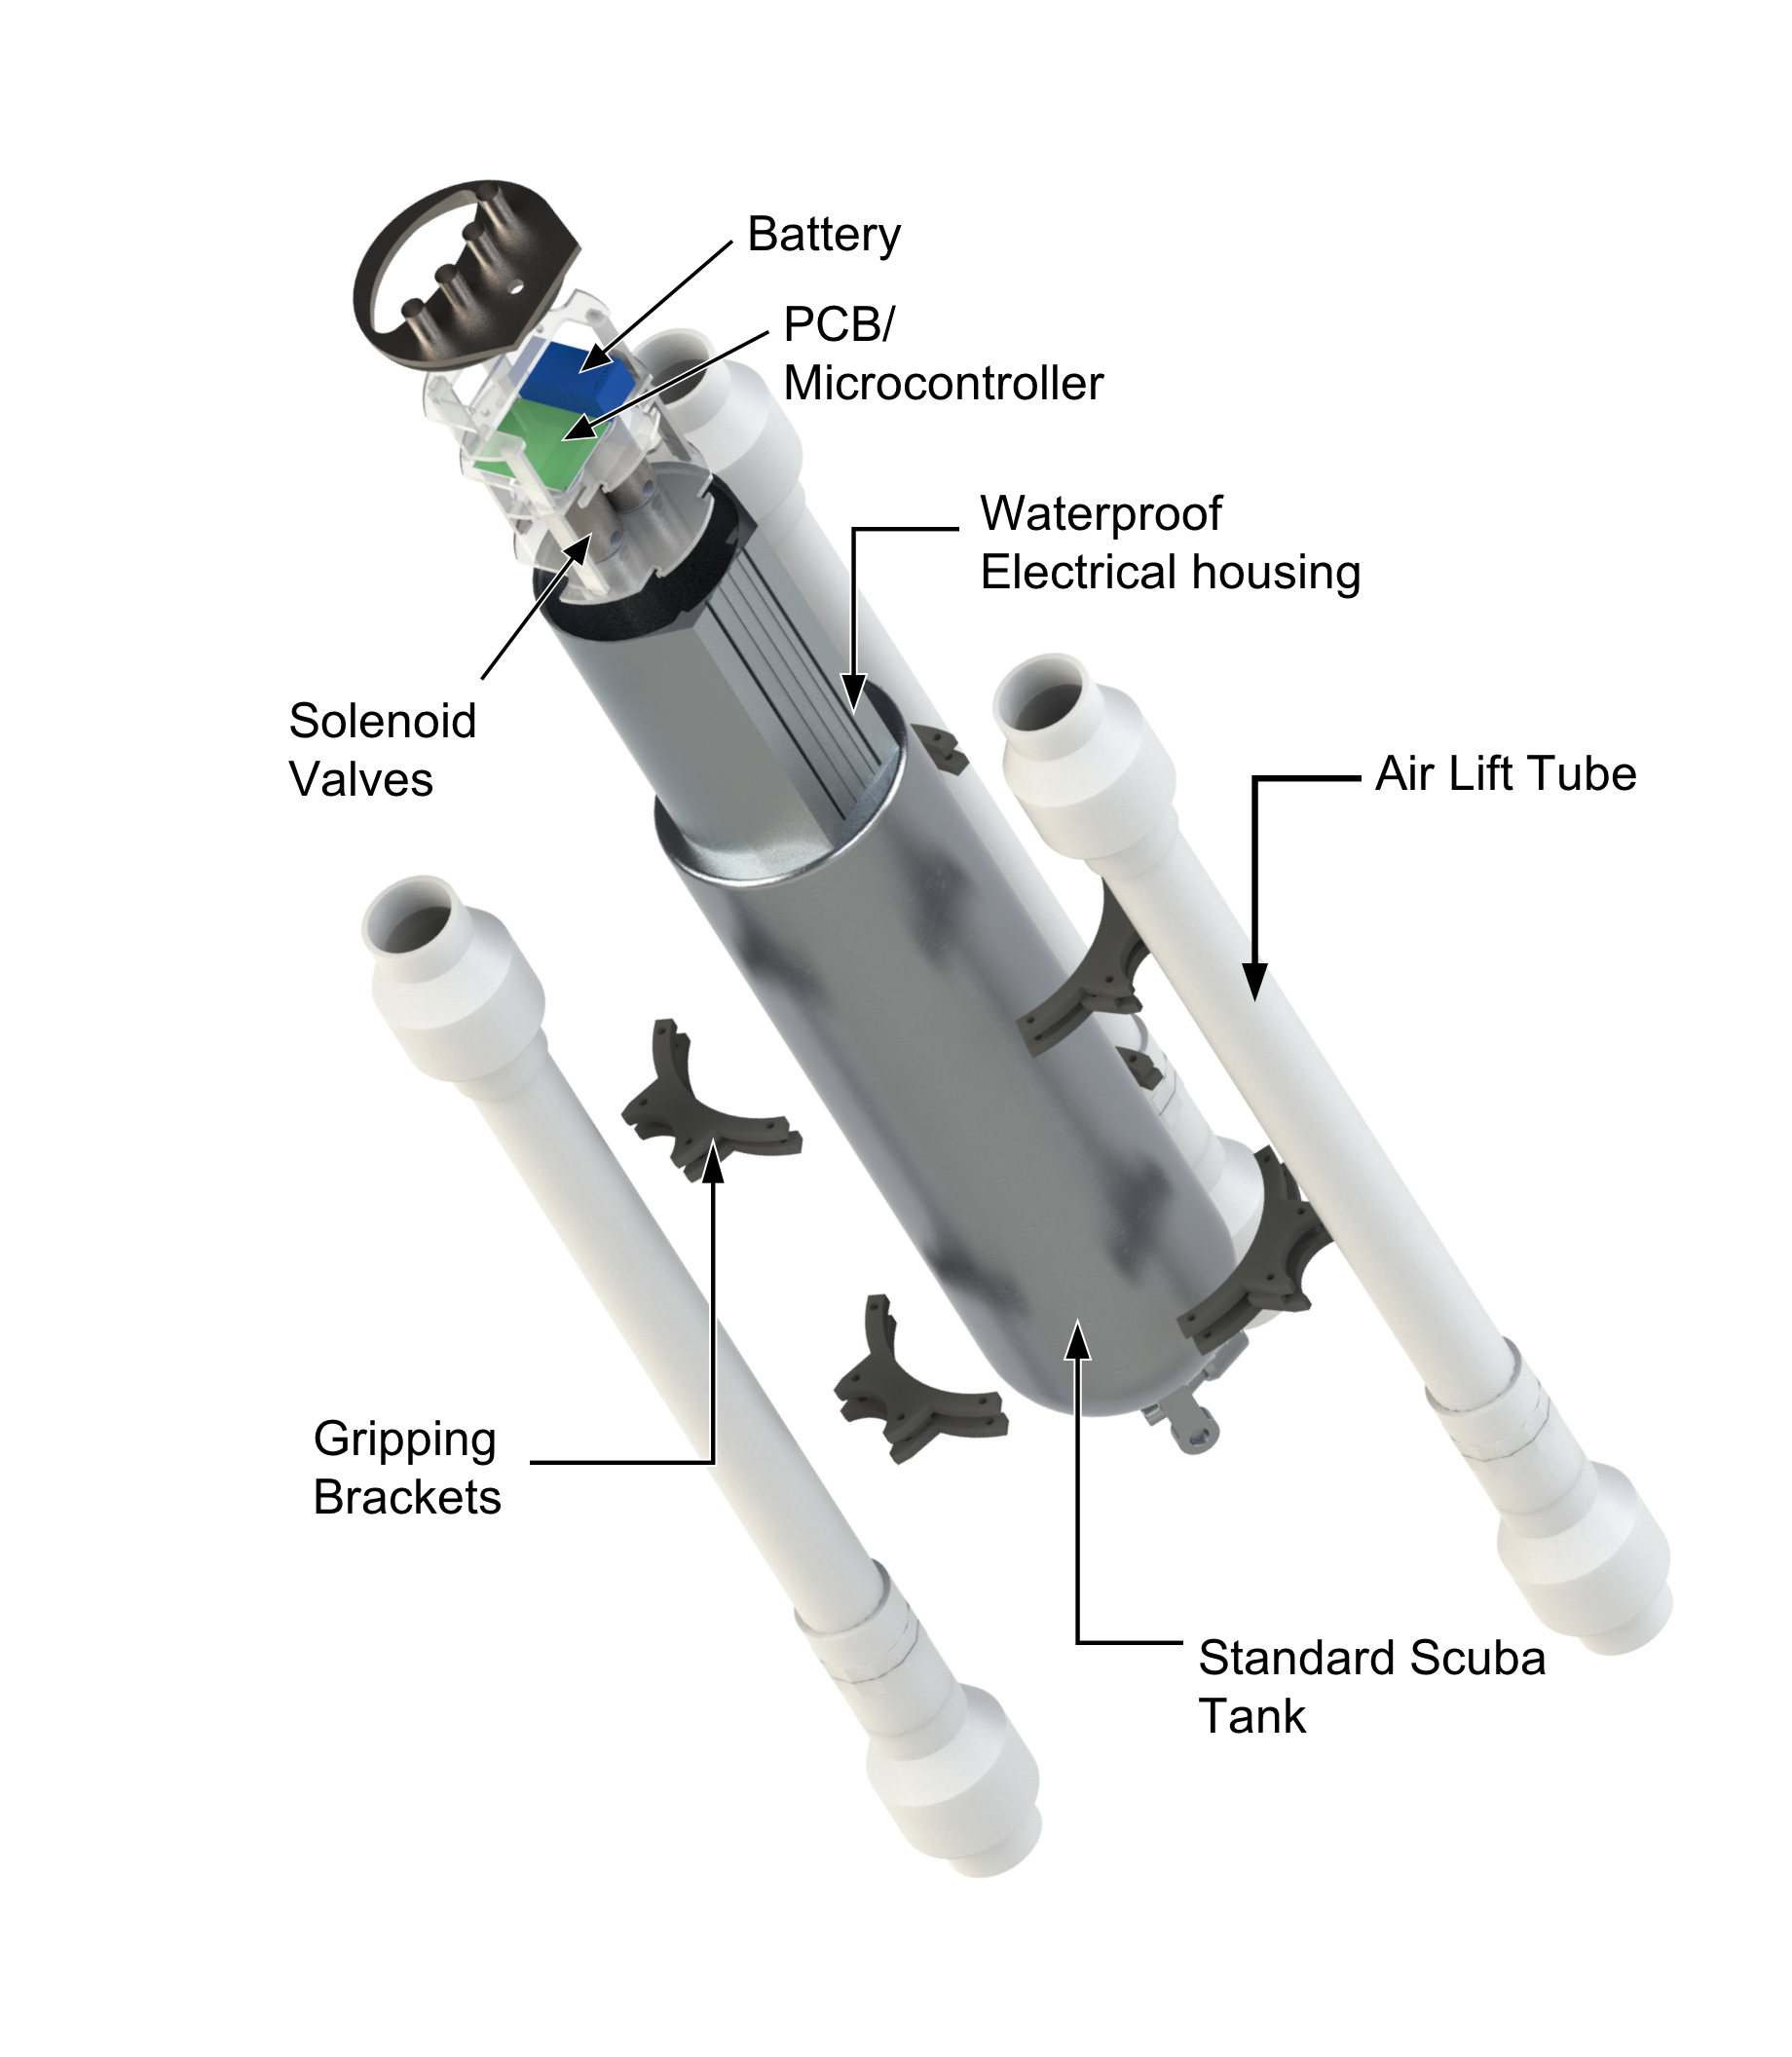 Battery
PCB/
Microcontroller
Waterproof
Electrical housing
Solenoid
Valves
Air Lift Tube
Gripping
Brackets
Standard Scuba
Tank